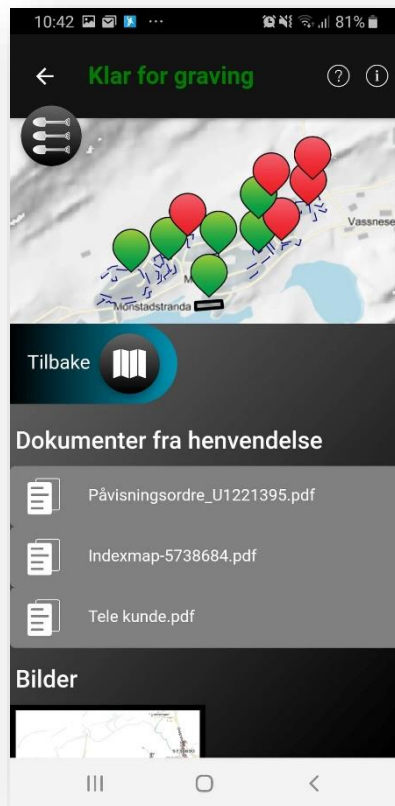 10:42
81%
Klar for graving
Vassnese
M
Monstadstranda
Tilbake
Dokumenter fra henvendelse
Påvisningsordre_U1221395.pdf
Indexmap-5738684.pdf
Tele kunde.pdf
Bilder